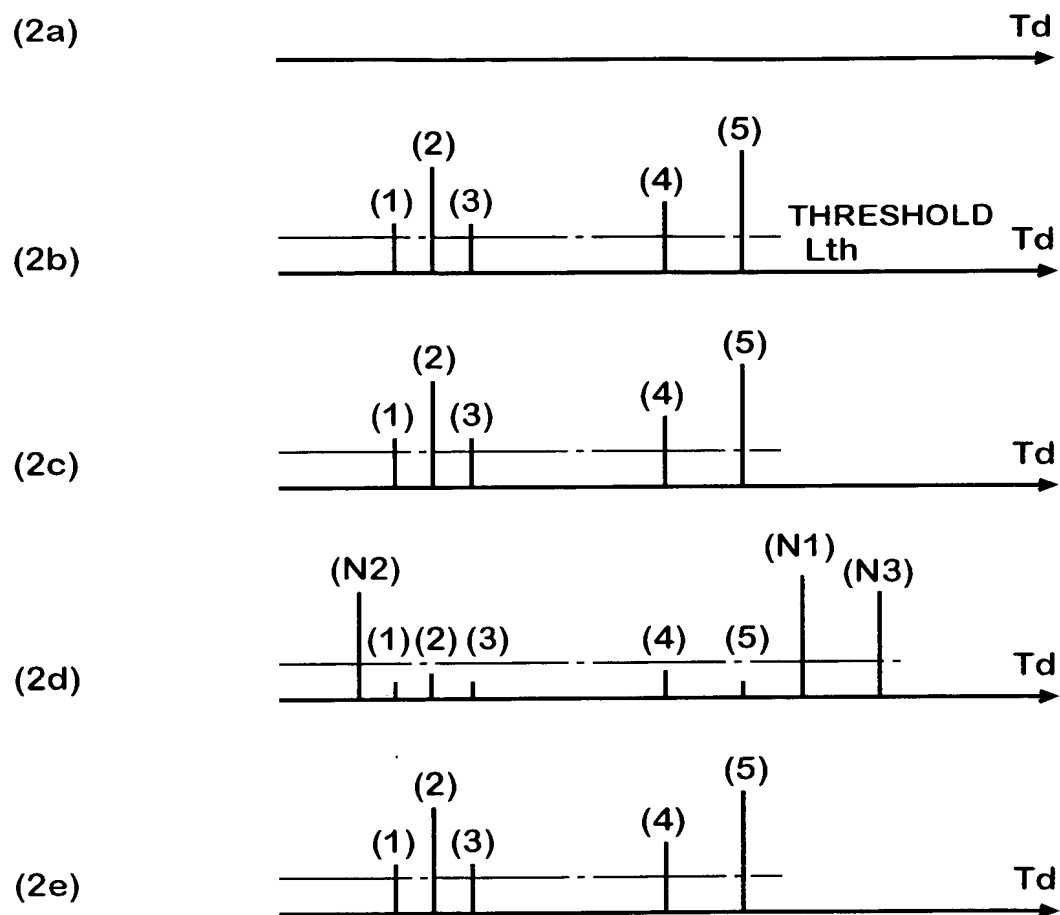 (2a) Td
(5)
(2)
(1) (3) (4)
THRESHOLD
(2b) Lth Td
(5)
(2)
(1) (3) (4)
(2c) Td
(N1)
(N2) (N3)
(1) (2) (3) (4) (5)
(2d) Td
(5)
(2)
(1) (3) (4)
(2e) Td